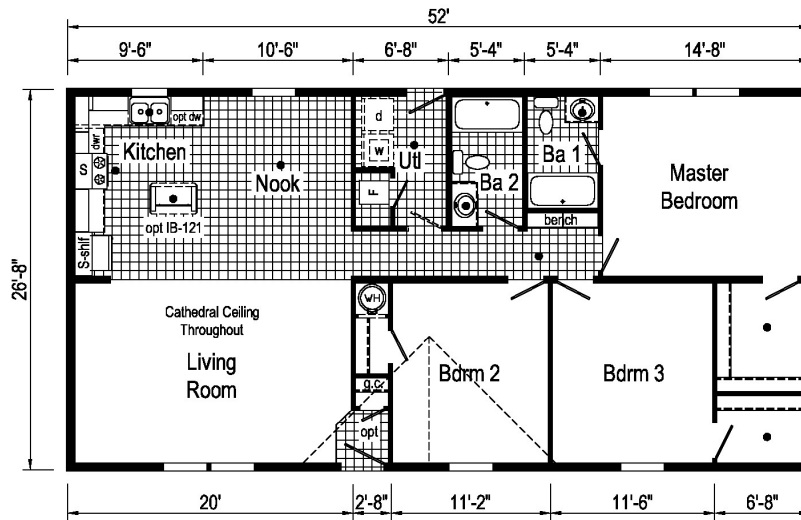 52'
9'-6" 10'-6" 6'-8" 5'-4" 5'-4" 14'-8"
26'-8"
opt dw
d
dwr
Kitchen
W
Utl
Ba 1
S
Nook
Ba 2
Master
Bedroom
F
opt IB-121
bench
S-shlf
WH
Cathedral Ceiling
Throughout
Living
Room
Bdrm 2
Bdrm 3
g.c.
opt
20' 2'-8" 11'-2" 11'-6" 6'-8"